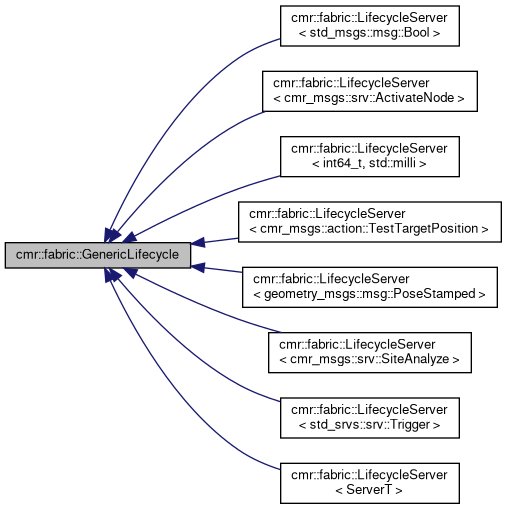 cmr::fabric::LifecycleServer
< std_msgs::msg::Bool >
cmr::fabric::LifecycleServer
< cmr_msgs::srv::ActivateNode >
cmr::fabric::LifecycleServer
< int64_t, std::milli >
cmr::fabric::LifecycleServer
< cmr_msgs::action::TestTargetPosition >
cmr::fabric::GenericLifecycle
cmr::fabric::LifecycleServer
< geometry_msgs::msg::PoseStamped >
cmr::fabric::LifecycleServer
< cmr_msgs::srv::SiteAnalyze >
cmr::fabric::LifecycleServer
< std_srvs::srv::Trigger >
cmr::fabric::LifecycleServer
< ServerT >